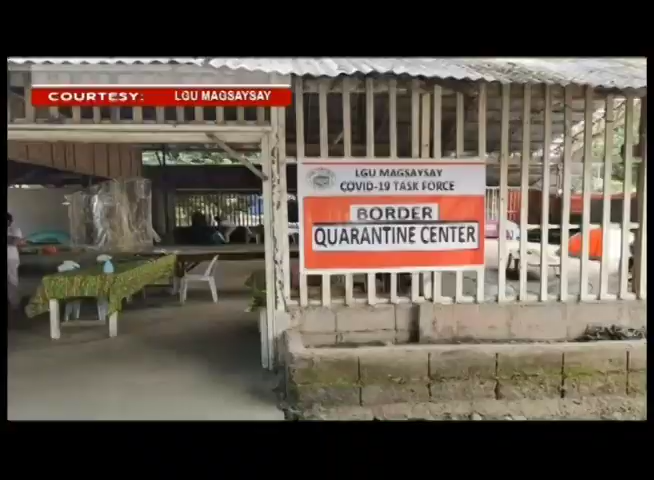 COURTESY: LGU MAGSAYSAY
LGU MAGSAYSAY
COVID-19 TASK FORCE
BORDER
QUARANTINE CENTER